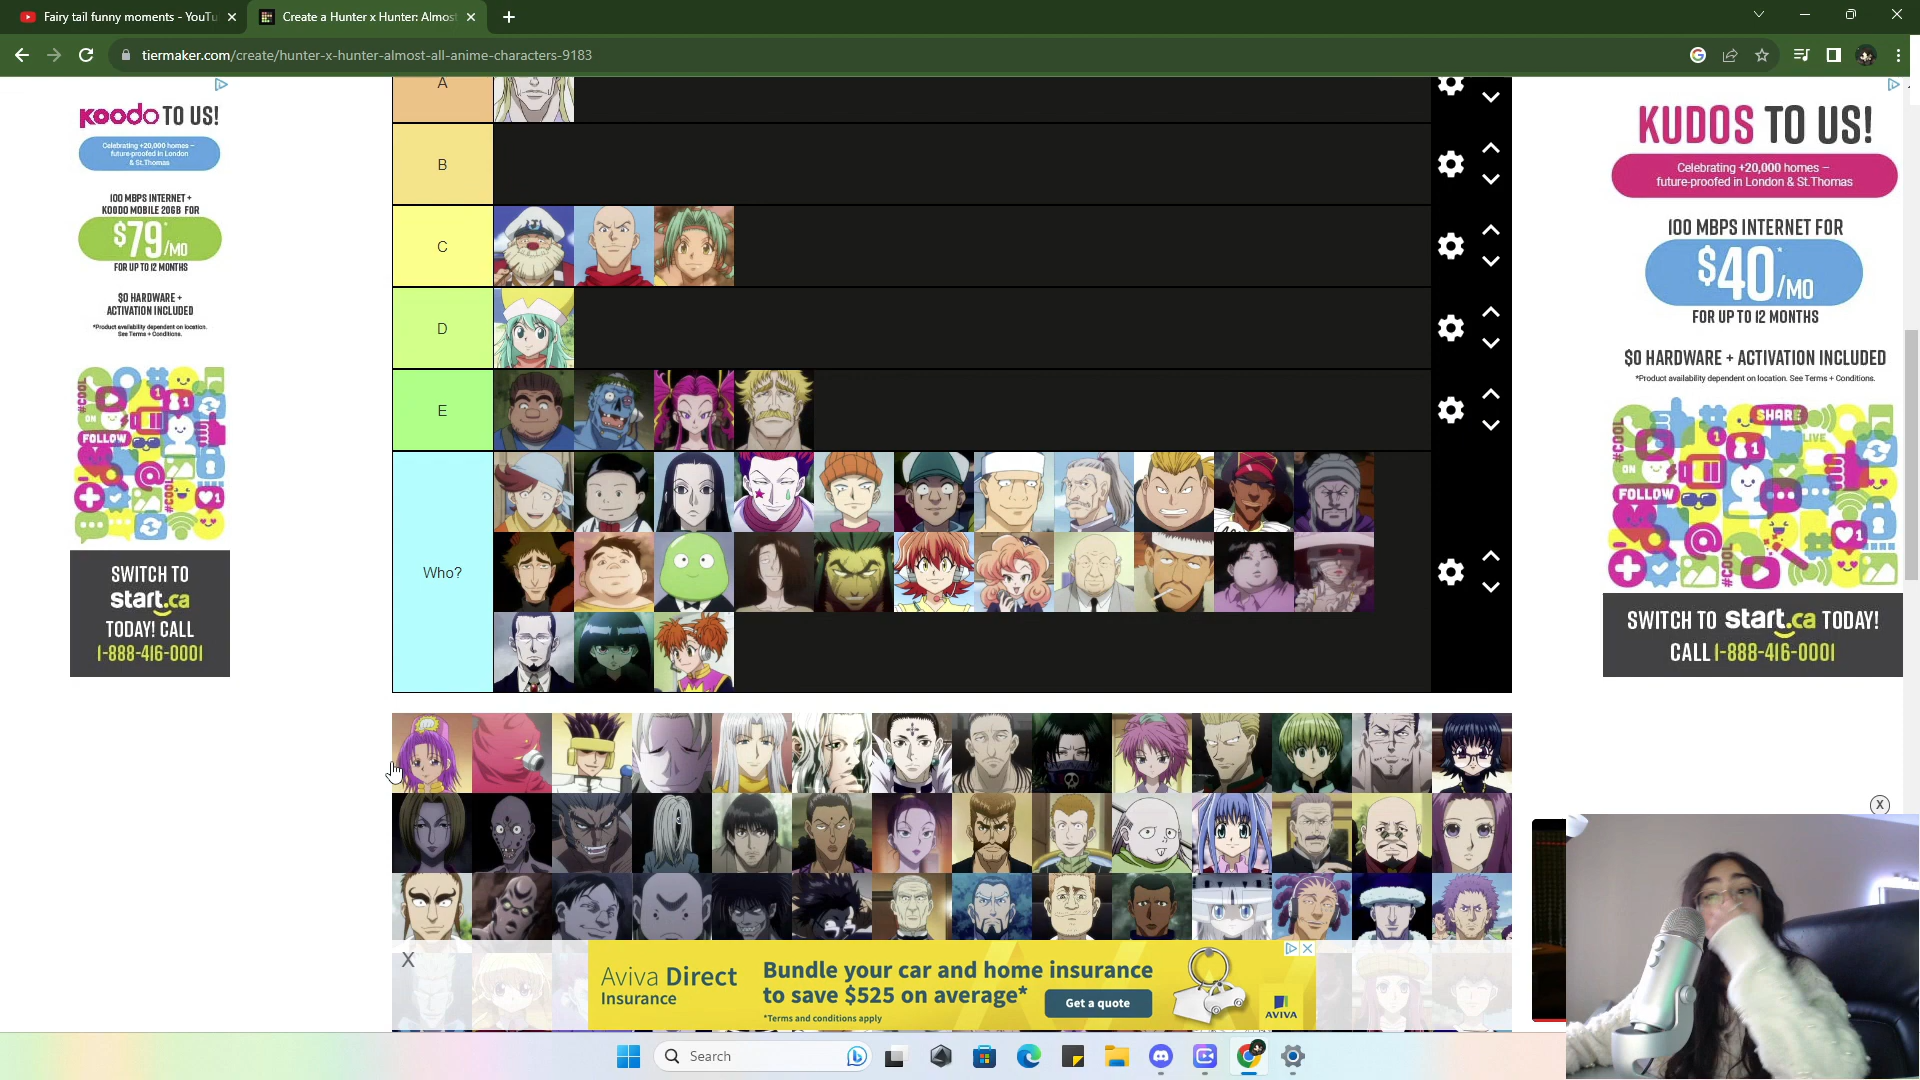 Fairy tail funny moments - YouTu
Create a Hunter x Hunter: Almost
tiermaker.com/create/hunter-x-hunter-almost-all-anime-characters-9183
A
B
C
D
E
Who?
Koodo TO US!
Celebrating +20,000 homes –
future-proofed in London
& St.Thomas
100 MBPS INTERNET +
KOODO MOBILE 20GB FOR
$79*/MO
FOR UP TO 12 MONTHS
$0 HARDWARE +
ACTIVATION INCLUDED
*Product availability dependent on location.
See Terms + Conditions.
#COOL
ON
FOLLOW
SWITCH TO
start.ca
TODAY! CALL
1-888-416-0001
KUDOS TO US!
Celebrating +20,000 homes –
future-proofed in London & St.Thomas
100 MBPS INTERNET FOR
$40*/MO
FOR UP TO 12 MONTHS
$0 HARDWARE + ACTIVATION INCLUDED
*Product availability dependent on location. See Terms + Conditions.
#COOL
SHARE
LIVE
ON
FOLLOW
SWITCH TO start.ca TODAY!
CALL 1-888-416-0001
X
X
Aviva Direct
Insurance
Bundle your car and home insurance
to save $525 on average*
*Terms and conditions apply
Get a quote
AVIVA
Search